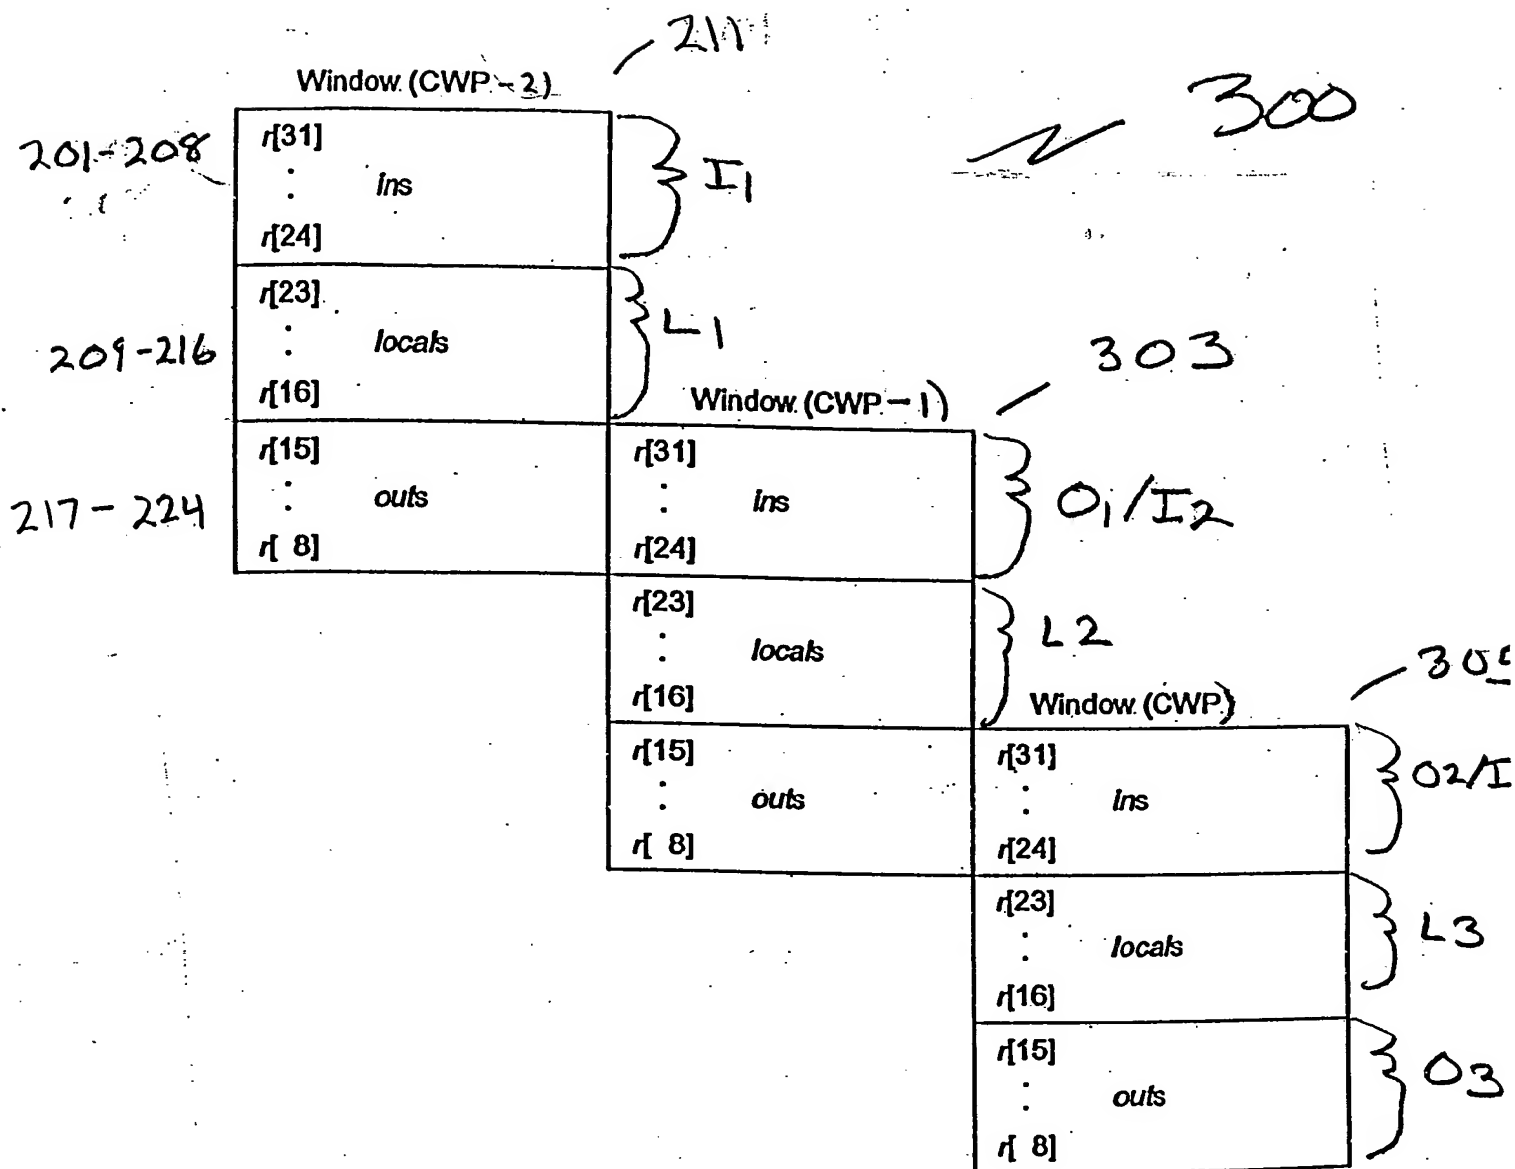 211
Window (CWP - 2)
300
201-208
r[31]
ins
I1
r[24]
r[23]
209-216
locals
L1
r[16]
303
Window (CWP - 1)
r[15]
217-224
outs
r[ 8]
r[31]
ins
O1/I2
r[24]
r[23]
locals
L2
r[16]
Window (CWP)
r[15]
outs
r[ 8]
r[31]
ins
O2/I
r[24]
r[23]
locals
L3
r[16]
r[15]
outs
O3
r[ 8]